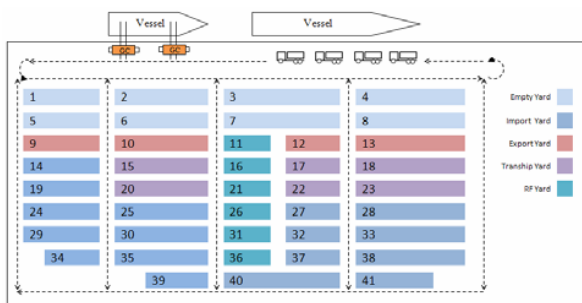 Vessel Vessel
GC GC
1 2 3 4 Empty Yard
5 6 7 8 Import Yard
9 10 11 12 13 Export Yard
14 15 16 17 18 Tranship Yard
19 20 21 22 23 RF Yard
24 25 26 27 28
29 30 31 32 33
34 35 36 37 38
39 40 41